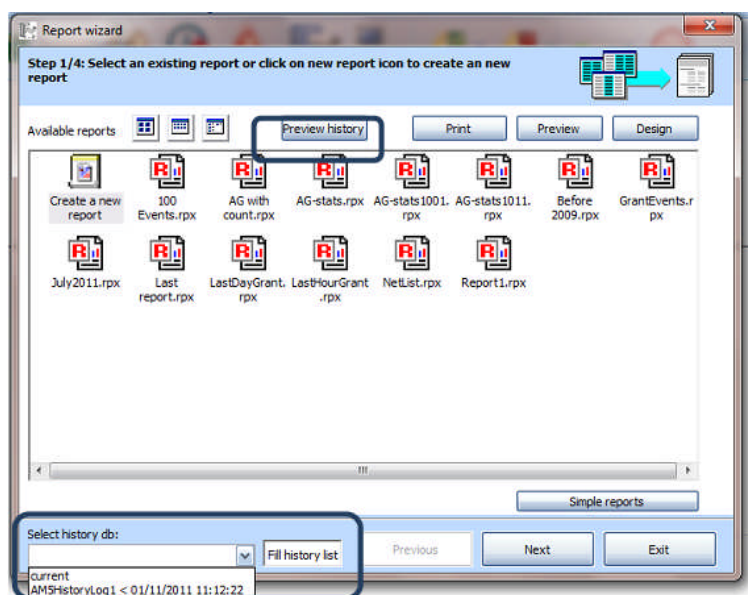 Report wizard
Step 1/4: Select an existing report or click on new report icon to create an new
report
Available reports
Preview history
Print
Preview
Design
Create a new
report
100
Events.rpx
AG with
count.rpx
AG-stats.rpx
AG-stats1001.
rpx
AG-stats1011.
rpx
Before
2009.rpx
GrantEvents.r
px
July2011.rpx
Last
report.rpx
LastDayGrant.
rpx
LastHourGrant
.rpx
NetList.rpx
Report1.rpx
Simple reports
Select history db:
Fill history list
Previous
Next
Exit
current
AM5HistoryLog1 < 01/11/2011 11:12:22